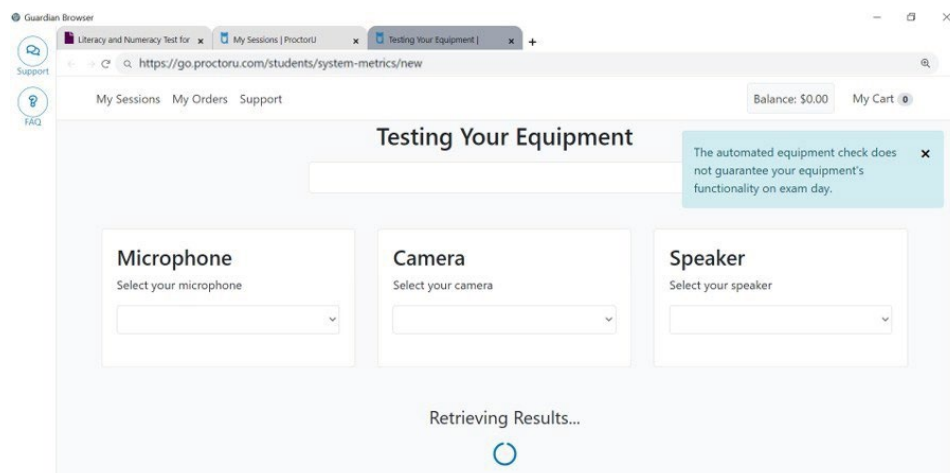 Guardian Browser
Literacy and Numeracy Test for
My Sessions | ProctorU
Testing Your Equipment |
Support
https://go.proctoru.com/students/system-metrics/new
FAQ
My Sessions My Orders Support
Balance: $0.00
My Cart 0
Testing Your Equipment
The automated equipment check does
not guarantee your equipment's
functionality on exam day.
Microphone
Select your microphone
Camera
Select your camera
Speaker
Select your speaker
Retrieving Results...